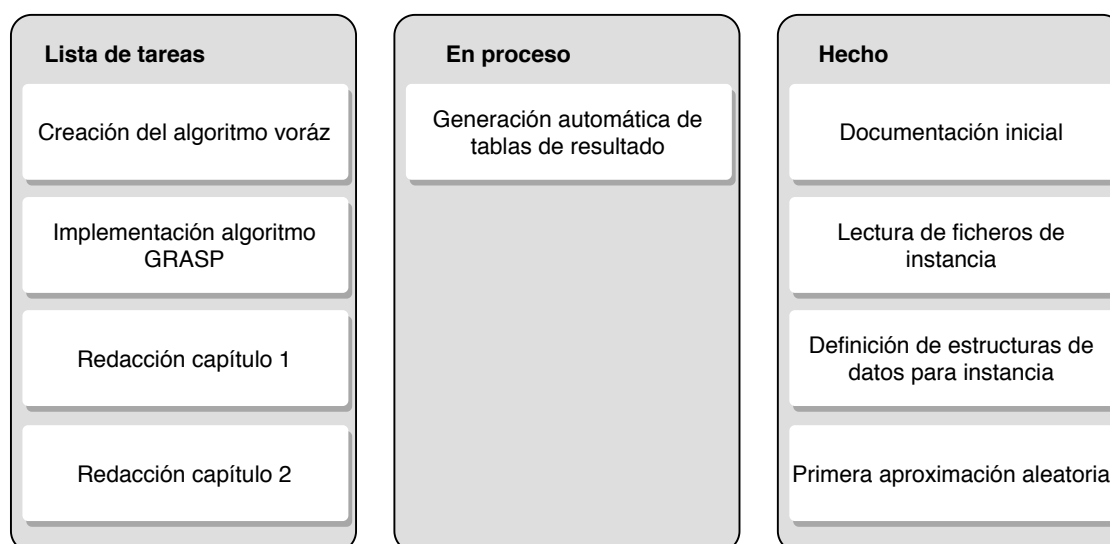 Lista de tareas
Creación del algoritmo voráz
Implementación algoritmo
GRASP
Redacción capítulo 1
Redacción capítulo 2
En proceso
Generación automática de
tablas de resultado
Hecho
Documentación inicial
Lectura de ficheros de
instancia
Definición de estructuras de
datos para instancia
Primera aproximación aleatoria